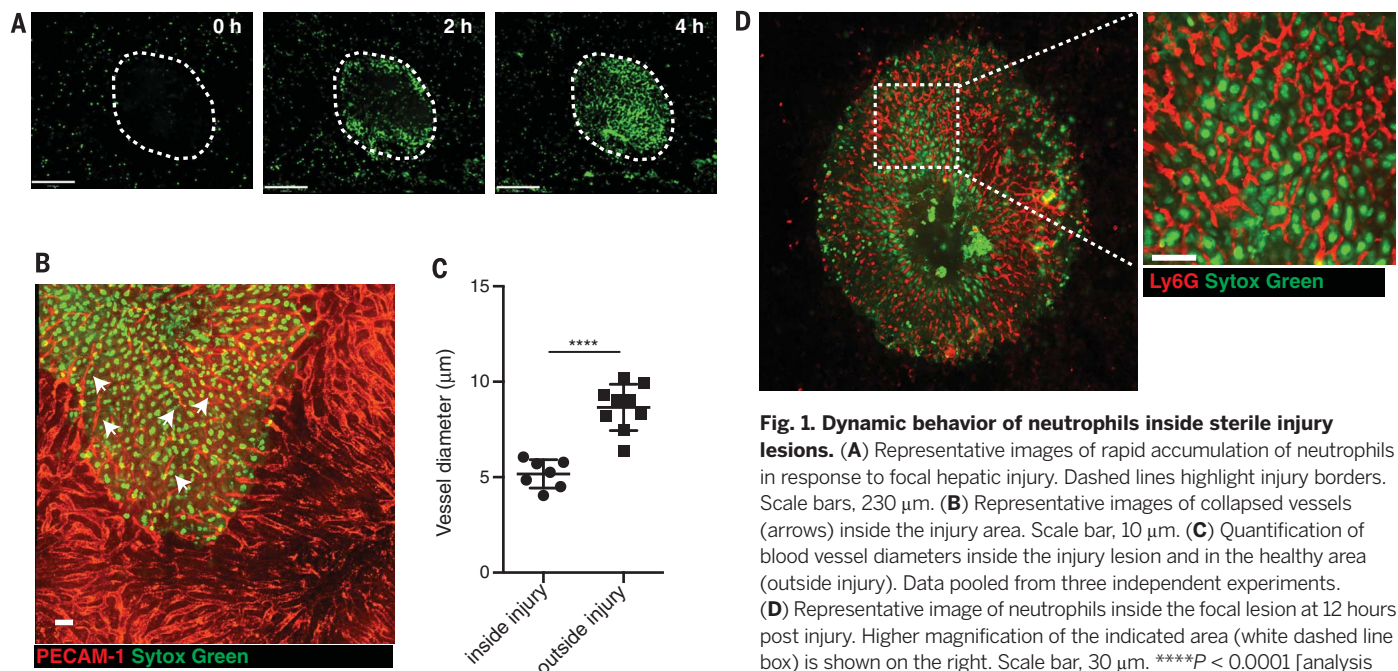 A
0 h
2 h
4 h
B
PECAM-1 Sytox Green
C
Vessel diameter (μm)
15
10
5
0
****
inside injury
outside injury
D
Ly6G Sytox Green
Fig. 1. Dynamic behavior of neutrophils inside sterile injury
lesions. (A) Representative images of rapid accumulation of neutrophils
in response to focal hepatic injury. Dashed lines highlight injury borders.
Scale bars, 230 μm. (B) Representative images of collapsed vessels
(arrows) inside the injury area. Scale bar, 10 μm. (C) Quantification of
blood vessel diameters inside the injury lesion and in the healthy area
(outside injury). Data pooled from three independent experiments.
(D) Representative image of neutrophils inside the focal lesion at 12 hours
post injury. Higher magnification of the indicated area (white dashed line
box) is shown on the right. Scale bar, 30 μm. ****P < 0.0001 [analysis